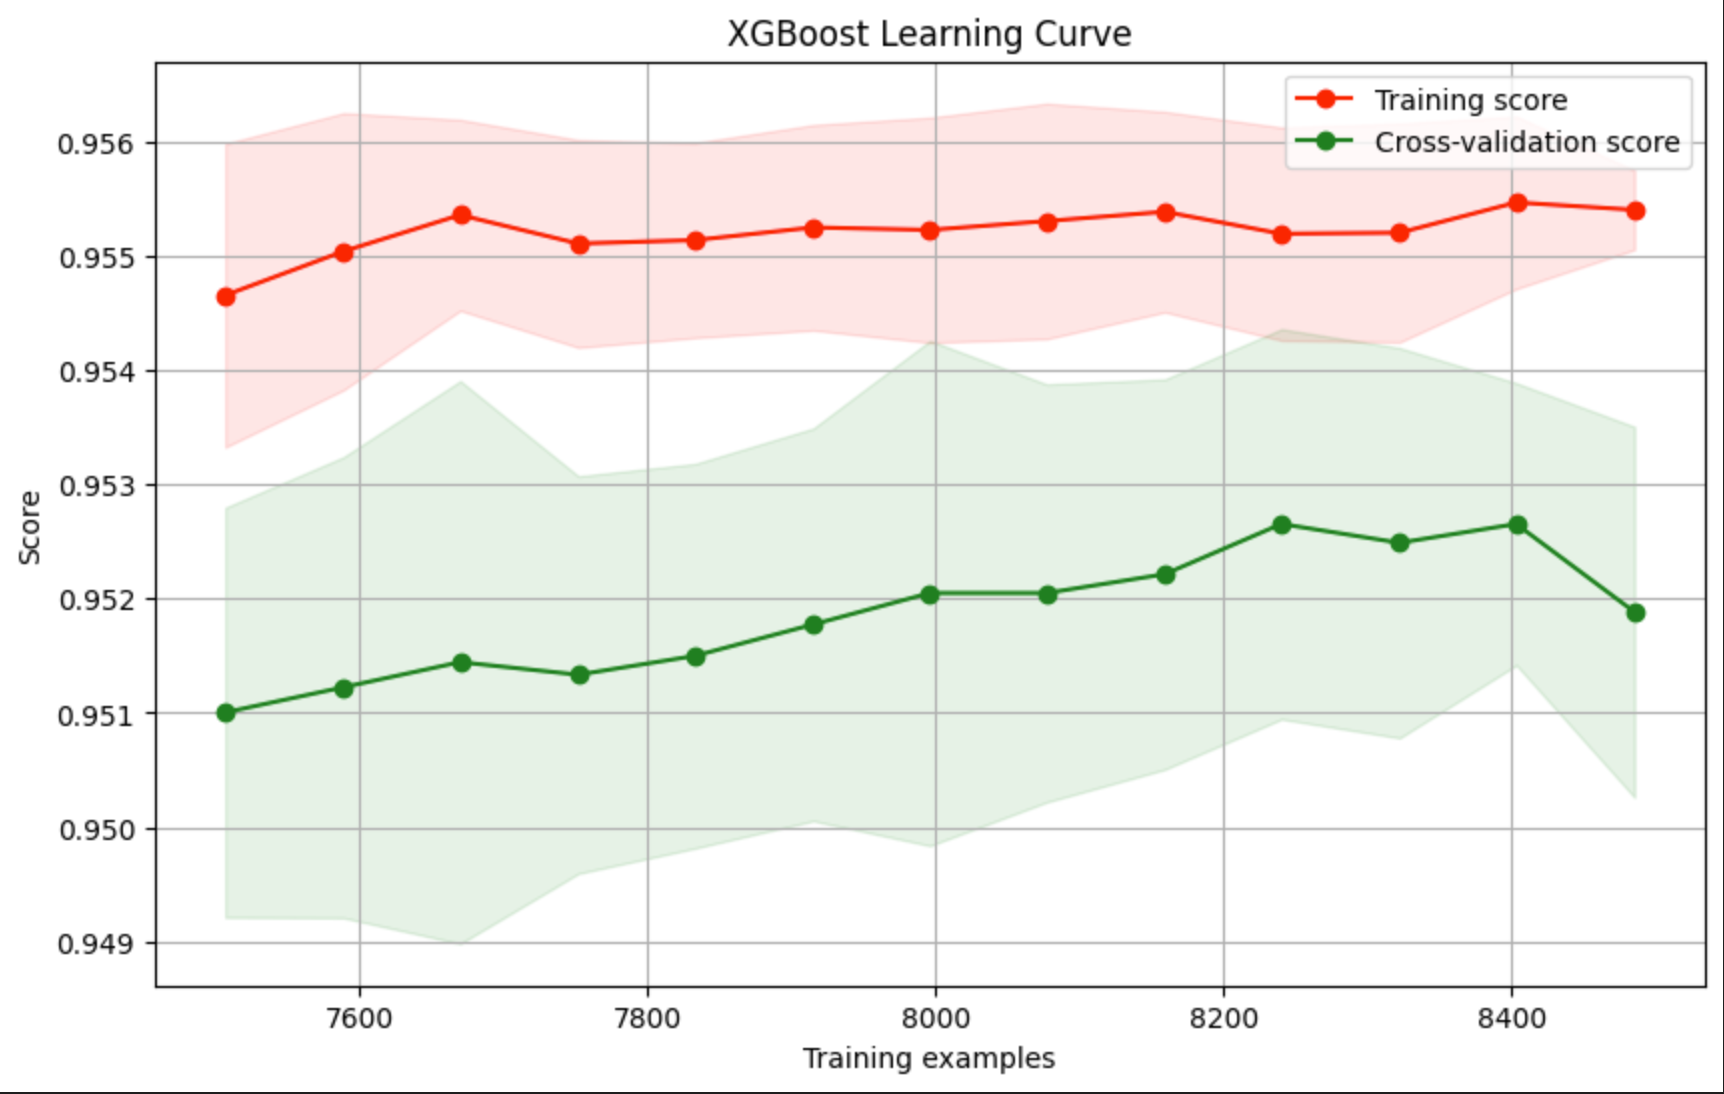 XGBoost Learning Curve
Training score
Cross-validation score
0.956
0.955
0.954
0.953
0.952
0.951
0.950
0.949
Score
7600
7800
8000
8200
8400
Training examples